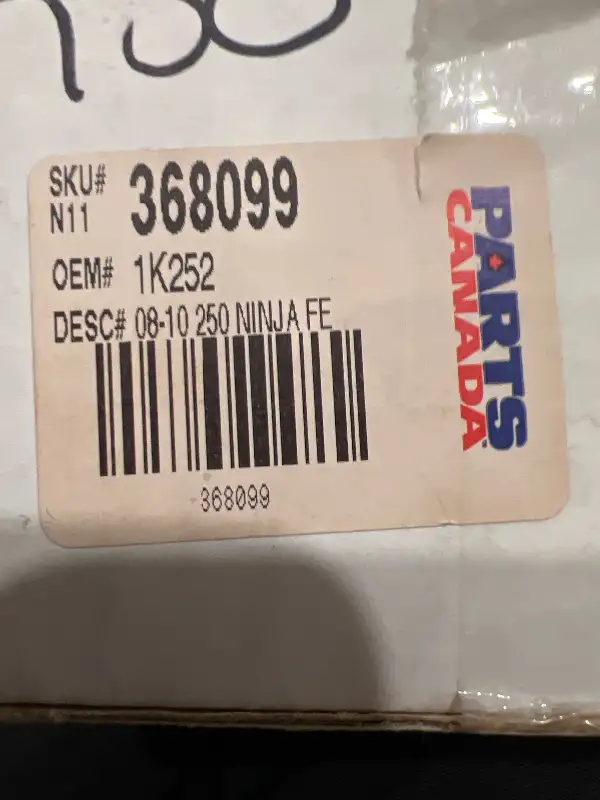 SKU# 368099
N11
OEM# 1K252
DESC# 08-10 250 NINJA FE
368099
PARTS
CANADA